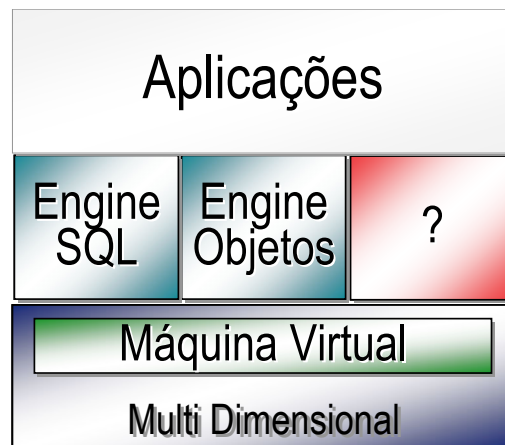 Aplicações
Engine
SQL
Engine
Objetos
?
Máquina Virtual
Multi Dimensional